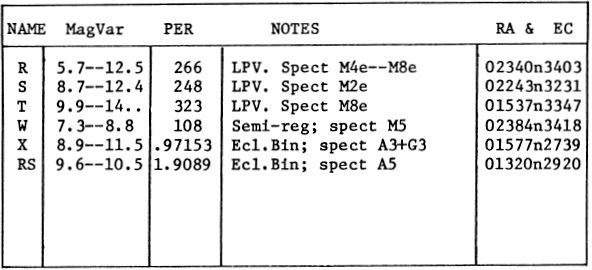 NAME MagVar PER NOTES RA & EC
R 5.7--12.5 266 LPV. Spect M4e--M8e 02340n3403
S 8.7--12.4 248 LPV. Spect M2e 02243n3231
T 9.9--14.. 323 LPV. Spect M8e 01537n3347
W 7.3--8.8 108 Semi-reg; spect M5 02384n3418
X 8.9--11.5 .97153 Ecl.Bin; spect A3+G3 01577n2739
RS 9.6--10.5 1.9089 Ecl.Bin; spect A5 01320n2920